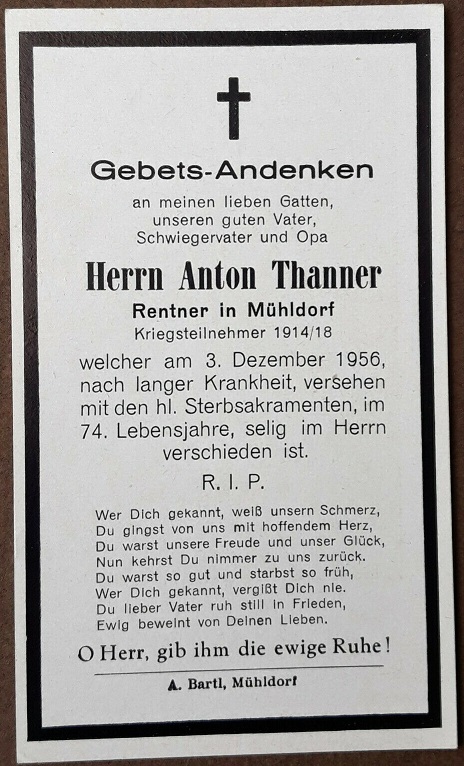 Gebets-Andenken
an meinen lieben Gatten,
unseren guten Vater,
Schwiegervater und Opa
Herrn Anton Thanner
Rentner in Mühldorf
Kriegsteilnehmer 1914/18
welcher am 3. Dezember 1956,
nach langer Krankheit, versehen
mit den hl. Sterbsakramenten, im
74. Lebensjahre, selig im Herrn
verschieden ist.
R. I. P.
Wer Dich gekannt, weiß unsern Schmerz,
Du gingst von uns mit hoffendem Herz,
Du warst unsere Freude und unser Glück,
Nun kehrst Du nimmer zu uns zurück.
Du warst so gut und starbst so früh,
Wer Dich gekannt, vergißt Dich nie.
Du lieber Vater ruh still in Frieden,
Ewig beweint von Deinen Lieben.
O Herr, gib ihm die ewige Ruhe!
A. Bartl, Mühldorf